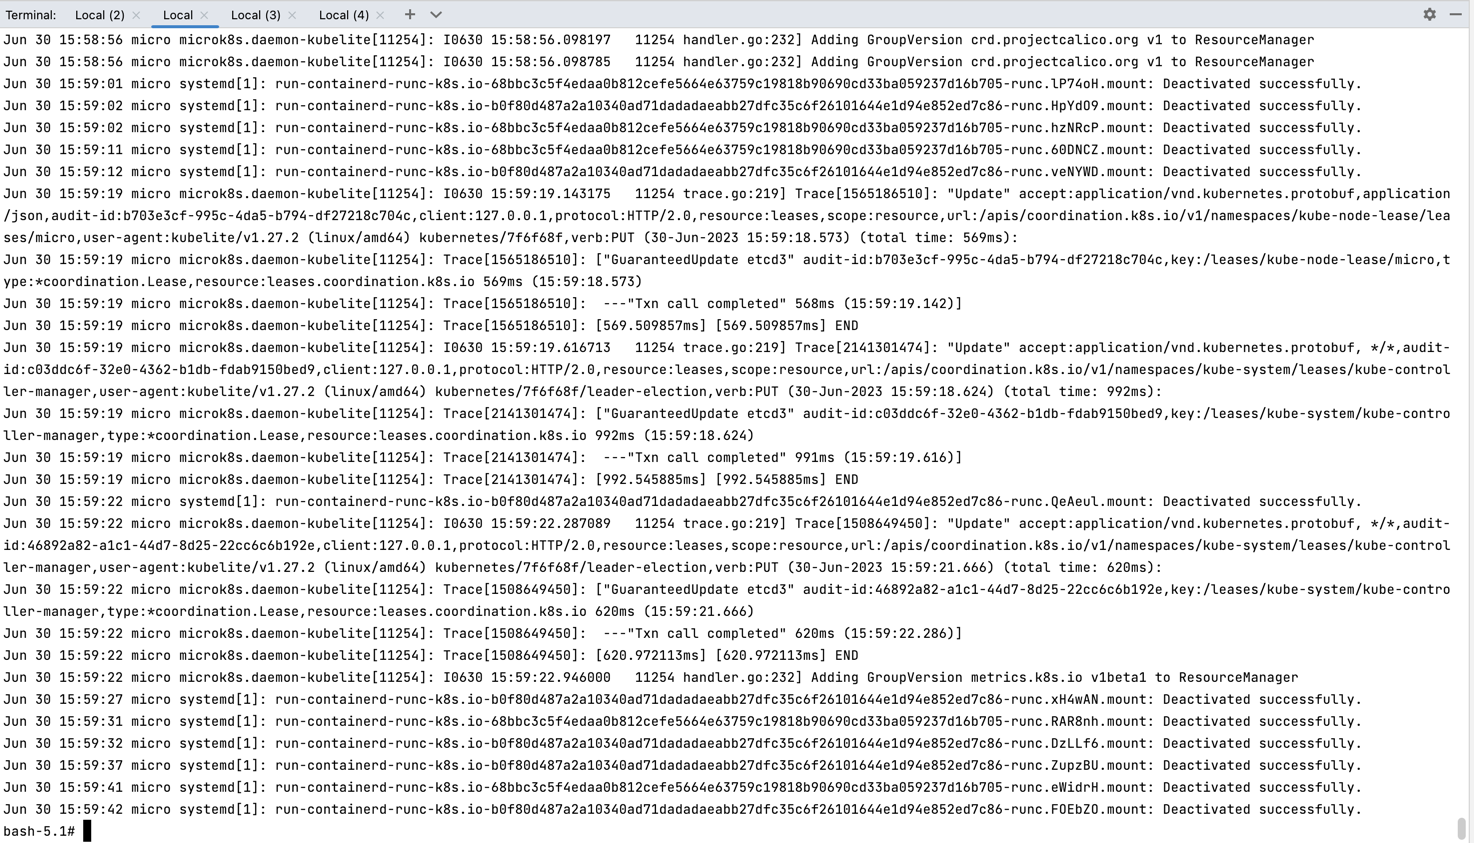 Terminal: Local (2) × Local × Local (3) × Local (4) × +
Jun 30 15:58:56 micro microk8s.daemon-kubelite[11254]: I0630 15:58:56.098197   11254 handler.go:232] Adding GroupVersion crd.projectcalico.org v1 to ResourceManager
Jun 30 15:58:56 micro microk8s.daemon-kubelite[11254]: I0630 15:58:56.098785   11254 handler.go:232] Adding GroupVersion crd.projectcalico.org v1 to ResourceManager
Jun 30 15:59:01 micro systemd[1]: run-containerd-runc-k8s.io-68bbc3c5f4edaa0b812cefe5664e63759c19818b90690cd33ba059237d16b705-runc.lP74oH.mount: Deactivated successfully.
Jun 30 15:59:02 micro systemd[1]: run-containerd-runc-k8s.io-b0f80d487a2a10340ad71dadadaeabb27dfc35c6f26101644e1d94e852ed7c86-runc.HpYdO9.mount: Deactivated successfully.
Jun 30 15:59:02 micro systemd[1]: run-containerd-runc-k8s.io-68bbc3c5f4edaa0b812cefe5664e63759c19818b90690cd33ba059237d16b705-runc.hzNRcP.mount: Deactivated successfully.
Jun 30 15:59:11 micro systemd[1]: run-containerd-runc-k8s.io-68bbc3c5f4edaa0b812cefe5664e63759c19818b90690cd33ba059237d16b705-runc.6ODNCZ.mount: Deactivated successfully.
Jun 30 15:59:12 micro systemd[1]: run-containerd-runc-k8s.io-b0f80d487a2a10340ad71dadadaeabb27dfc35c6f26101644e1d94e852ed7c86-runc.veNYWD.mount: Deactivated successfully.
Jun 30 15:59:19 micro microk8s.daemon-kubelite[11254]: I0630 15:59:19.143175   11254 trace.go:219] Trace[1565186510]: "Update" accept:application/vnd.kubernetes.protobuf,application
/json,audit-id:b703e3cf-995c-4da5-b794-df27218c704c,client:127.0.0.1,protocol:HTTP/2.0,resource:leases,scope:resource,url:/apis/coordination.k8s.io/v1/namespaces/kube-node-lease/lea
ses/micro,user-agent:kubelite/v1.27.2 (linux/amd64) kubernetes/7f6f68f,verb:PUT (30-Jun-2023 15:59:18.573) (total time: 569ms):
Jun 30 15:59:19 micro microk8s.daemon-kubelite[11254]: Trace[1565186510]: ["GuaranteedUpdate etcd3" audit-id:b703e3cf-995c-4da5-b794-df27218c704c,key:/leases/kube-node-lease/micro,t
ype:*coordination.Lease,resource:leases.coordination.k8s.io 569ms (15:59:18.573)
Jun 30 15:59:19 micro microk8s.daemon-kubelite[11254]: Trace[1565186510]:  ---"Txn call completed" 568ms (15:59:19.142)]
Jun 30 15:59:19 micro microk8s.daemon-kubelite[11254]: Trace[1565186510]: [569.509857ms] [569.509857ms] END
Jun 30 15:59:19 micro microk8s.daemon-kubelite[11254]: I0630 15:59:19.616713   11254 trace.go:219] Trace[2141301474]: "Update" accept:application/vnd.kubernetes.protobuf, */*,audit-
id:c03ddc6f-32e0-4362-b1db-fdab9150bed9,client:127.0.0.1,protocol:HTTP/2.0,resource:leases,scope:resource,url:/apis/coordination.k8s.io/v1/namespaces/kube-system/leases/kube-control
ler-manager,user-agent:kubelite/v1.27.2 (linux/amd64) kubernetes/7f6f68f/leader-election,verb:PUT (30-Jun-2023 15:59:18.624) (total time: 992ms):
Jun 30 15:59:19 micro microk8s.daemon-kubelite[11254]: Trace[2141301474]: ["GuaranteedUpdate etcd3" audit-id:c03ddc6f-32e0-4362-b1db-fdab9150bed9,key:/leases/kube-system/kube-contro
ller-manager,type:*coordination.Lease,resource:leases.coordination.k8s.io 992ms (15:59:18.624)
Jun 30 15:59:19 micro microk8s.daemon-kubelite[11254]: Trace[2141301474]:  ---"Txn call completed" 991ms (15:59:19.616)]
Jun 30 15:59:19 micro microk8s.daemon-kubelite[11254]: Trace[2141301474]: [992.545885ms] [992.545885ms] END
Jun 30 15:59:22 micro systemd[1]: run-containerd-runc-k8s.io-b0f80d487a2a10340ad71dadadaeabb27dfc35c6f26101644e1d94e852ed7c86-runc.QeAeul.mount: Deactivated successfully.
Jun 30 15:59:22 micro microk8s.daemon-kubelite[11254]: I0630 15:59:22.287089   11254 trace.go:219] Trace[1508649450]: "Update" accept:application/vnd.kubernetes.protobuf, */*,audit-
id:46892a82-a1c1-44d7-8d25-22cc6c6b192e,client:127.0.0.1,protocol:HTTP/2.0,resource:leases,scope:resource,url:/apis/coordination.k8s.io/v1/namespaces/kube-system/leases/kube-control
ler-manager,user-agent:kubelite/v1.27.2 (linux/amd64) kubernetes/7f6f68f/leader-election,verb:PUT (30-Jun-2023 15:59:21.666) (total time: 620ms):
Jun 30 15:59:22 micro microk8s.daemon-kubelite[11254]: Trace[1508649450]: ["GuaranteedUpdate etcd3" audit-id:46892a82-a1c1-44d7-8d25-22cc6c6b192e,key:/leases/kube-system/kube-contro
ller-manager,type:*coordination.Lease,resource:leases.coordination.k8s.io 620ms (15:59:21.666)
Jun 30 15:59:22 micro microk8s.daemon-kubelite[11254]: Trace[1508649450]:  ---"Txn call completed" 620ms (15:59:22.286)]
Jun 30 15:59:22 micro microk8s.daemon-kubelite[11254]: Trace[1508649450]: [620.972113ms] [620.972113ms] END
Jun 30 15:59:22 micro microk8s.daemon-kubelite[11254]: I0630 15:59:22.946000   11254 handler.go:232] Adding GroupVersion metrics.k8s.io v1beta1 to ResourceManager
Jun 30 15:59:27 micro systemd[1]: run-containerd-runc-k8s.io-b0f80d487a2a10340ad71dadadaeabb27dfc35c6f26101644e1d94e852ed7c86-runc.xH4wAN.mount: Deactivated successfully.
Jun 30 15:59:31 micro systemd[1]: run-containerd-runc-k8s.io-68bbc3c5f4edaa0b812cefe5664e63759c19818b90690cd33ba059237d16b705-runc.RAR8nh.mount: Deactivated successfully.
Jun 30 15:59:32 micro systemd[1]: run-containerd-runc-k8s.io-b0f80d487a2a10340ad71dadadaeabb27dfc35c6f26101644e1d94e852ed7c86-runc.DzLLf6.mount: Deactivated successfully.
Jun 30 15:59:37 micro systemd[1]: run-containerd-runc-k8s.io-b0f80d487a2a10340ad71dadadaeabb27dfc35c6f26101644e1d94e852ed7c86-runc.ZupzBU.mount: Deactivated successfully.
Jun 30 15:59:41 micro systemd[1]: run-containerd-runc-k8s.io-68bbc3c5f4edaa0b812cefe5664e63759c19818b90690cd33ba059237d16b705-runc.eWidrH.mount: Deactivated successfully.
Jun 30 15:59:42 micro systemd[1]: run-containerd-runc-k8s.io-b0f80d487a2a10340ad71dadadaeabb27dfc35c6f26101644e1d94e852ed7c86-runc.FOEbZO.mount: Deactivated successfully.
bash-5.1#